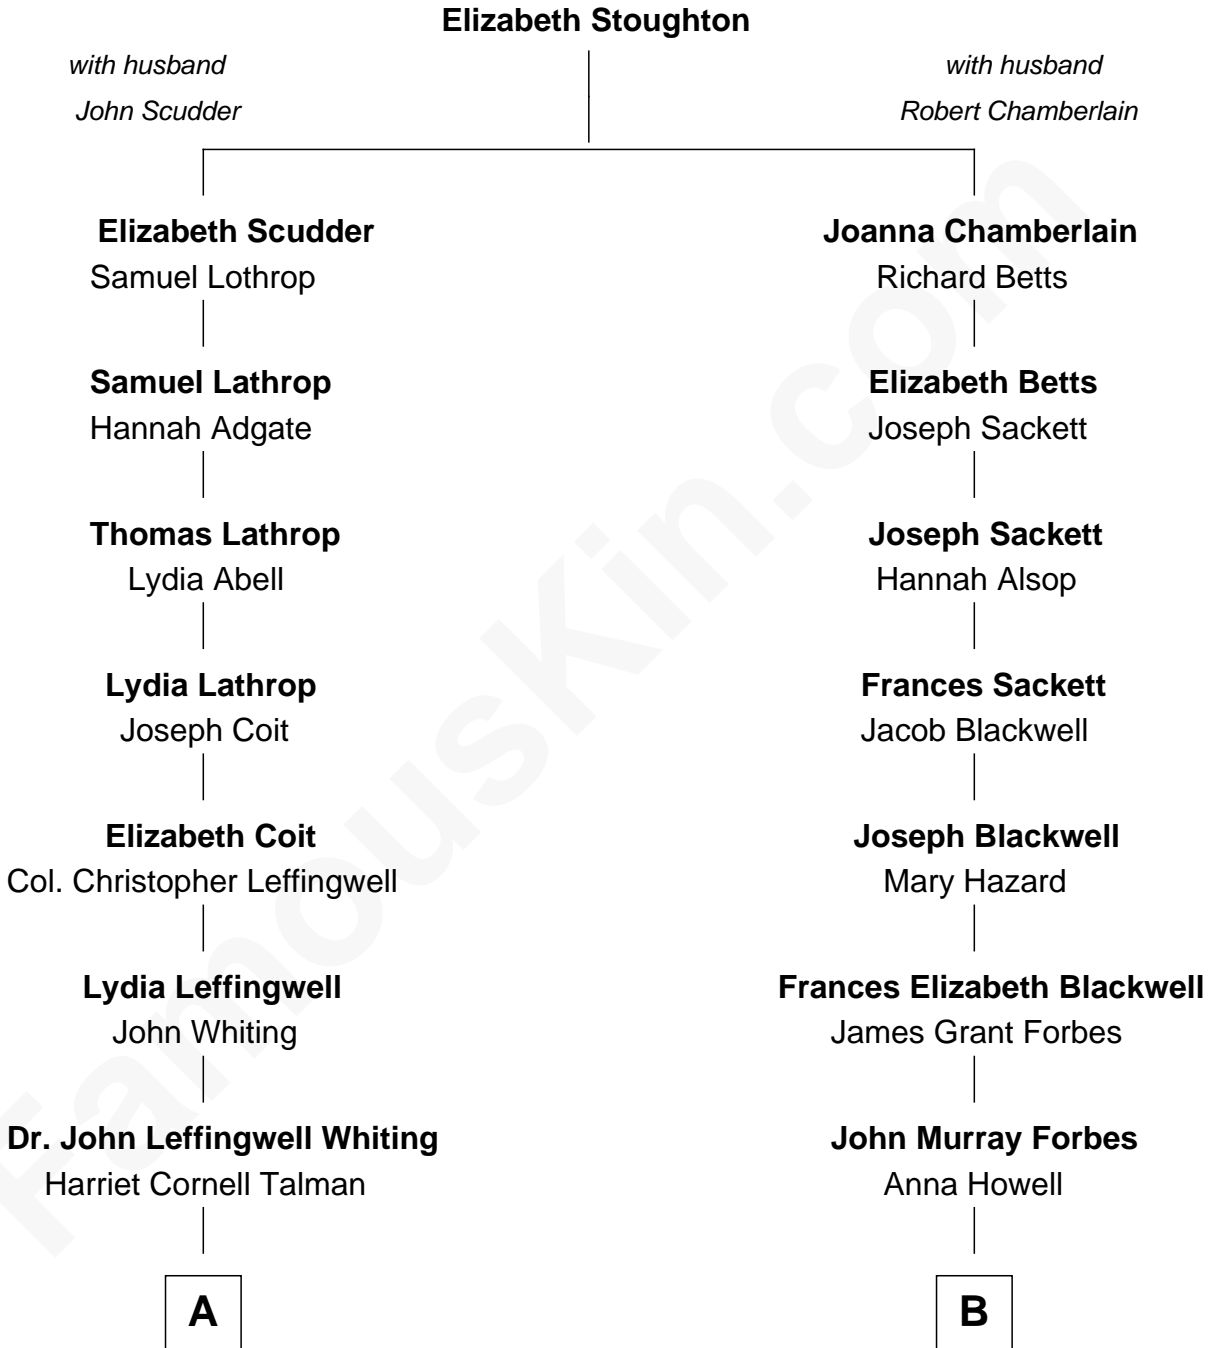 Elizabeth Stoughton
with husband
John Scudder
with husband
Robert Chamberlain
Elizabeth Scudder
Samuel Lothrop
Joanna Chamberlain
Richard Betts
Samuel Lathrop
Hannah Adgate
Elizabeth Betts
Joseph Sackett
Thomas Lathrop
Lydia Abell
Joseph Sackett
Hannah Alsop
Lydia Lathrop
Joseph Coit
Frances Sackett
Jacob Blackwell
Elizabeth Coit
Col. Christopher Leffingwell
Joseph Blackwell
Mary Hazard
Lydia Leffingwell
John Whiting
Frances Elizabeth Blackwell
James Grant Forbes
Dr. John Leffingwell Whiting
Harriet Cornell Talman
John Murray Forbes
Anna Howell
A
B
FamousKin.com